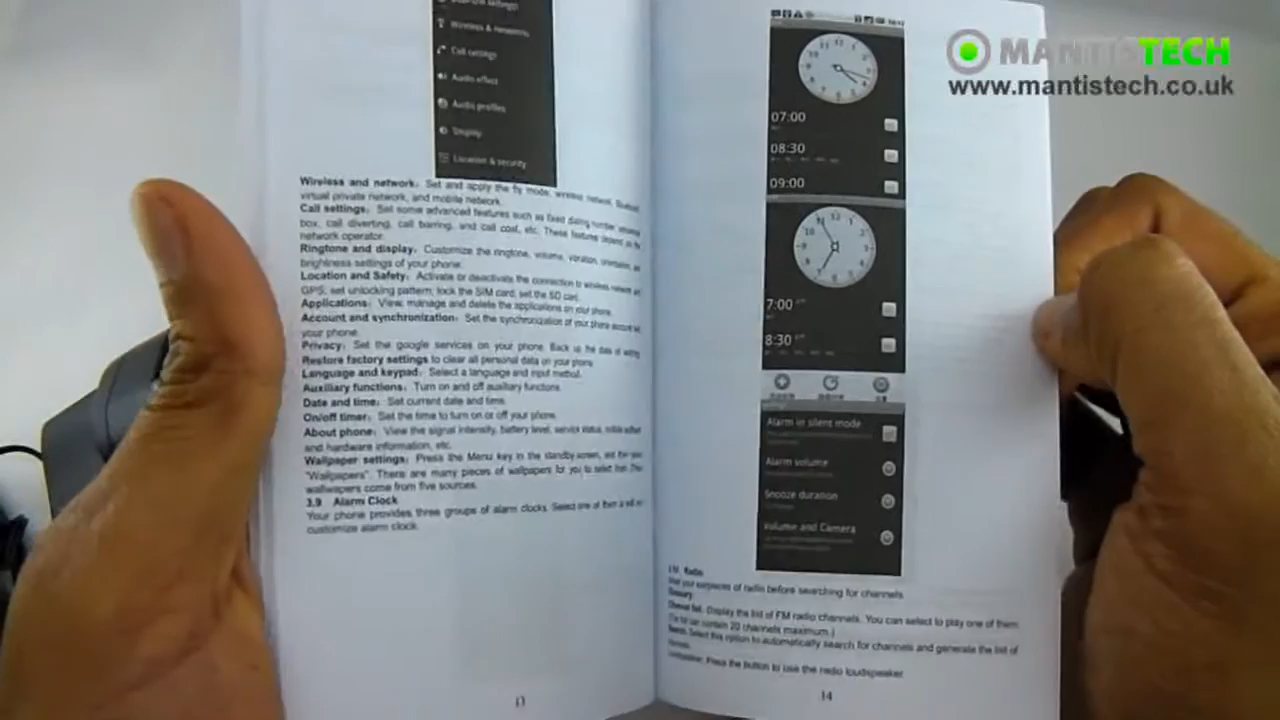 MANTISTECH
www.mantistech.co.uk
Wireless & networks
Call settings
Audio effect
Audio profiles
Display
Location & security
Wireless and network: Set and apply the fly mode, wireless network, Bluetooth,
virtual private network, and mobile network.
Call settings: Set some advanced features such as fixed dialing number,
box, call diverting, call barring, and call cost, etc. These features depend on the
network operator.
Ringtone and display: Customize the ringtone, volume, vibration, orientation, and
brightness settings of your phone.
Location and Safety: Activate or deactivate the connection to wireless network and
GPS; set unlocking pattern; lock the SIM card; set the SD card.
Applications: View, manage and delete the applications on your phone.
Account and synchronization: Set the synchronization of your phone account
your phone.
Privacy: Set the google services on your phone. Back up the data of
Restore factory settings to clear all personal data on your phone
Language and keypad: Select a language and input method.
Auxiliary functions: Turn on and off auxiliary functions.
Date and time: Set current date and time.
On/off timer: Set the time to turn on or off your phone.
About phone: View the signal intensity, battery level, service status,
and hardware information, etc.
Wallpaper settings: Press the Menu key in the standby screen, and
"Wallpapers". There are many pieces of wallpapers for you to select from.
wallwapers come from five sources.
3.9 Alarm Clock
Your phone provides three groups of alarm clocks. Select one of them
customize alarm clock.
13
07:00
08:30
09:00
7:00
8:30
Alarm in silent mode
Alarm volume
Snooze duration
Volume and Camera
Radio
your earpieces of radio before searching for channels.
Channel list: Display the list of FM radio channels. You can select to play one of them.
(The list can contain 20 channels maximum.)
Search: Select this option to automatically search for channels and generate the list of
Press the button to use the radio loudspeaker
14